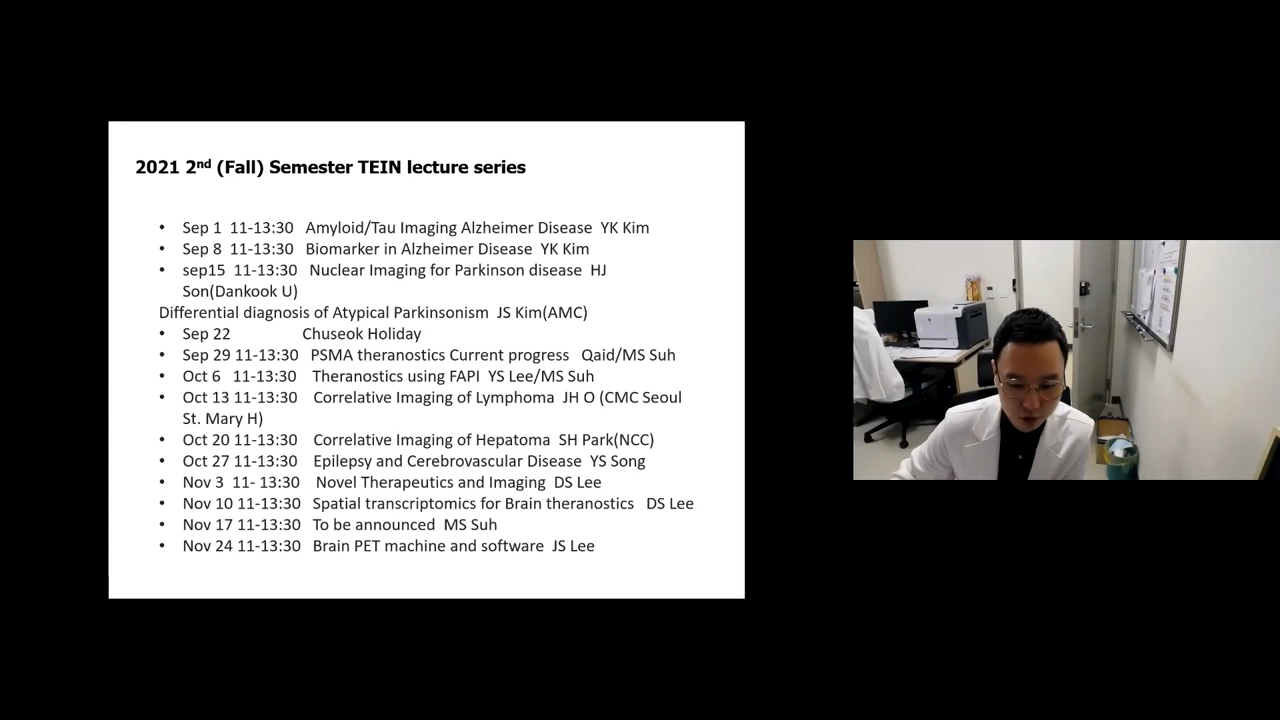 2021 2nd (Fall) Semester TEIN lecture series
• Sep 1 11-13:30 Amyloid/Tau Imaging Alzheimer Disease YK Kim
• Sep 8 11-13:30 Biomarker in Alzheimer Disease YK Kim
• sep15 11-13:30 Nuclear Imaging for Parkinson disease HJ
Son(Dankook U)
Differential diagnosis of Atypical Parkinsonism JS Kim(AMC)
• Sep 22 Chuseok Holiday
• Sep 29 11-13:30 PSMA theranostics Current progress Qaid/MS Suh
• Oct 6 11-13:30 Theranostics using FAPI YS Lee/MS Suh
• Oct 13 11-13:30 Correlative Imaging of Lymphoma JH O (CMC Seoul
St. Mary H)
• Oct 20 11-13:30 Correlative Imaging of Hepatoma SH Park(NCC)
• Oct 27 11-13:30 Epilepsy and Cerebrovascular Disease YS Song
• Nov 3 11- 13:30 Novel Therapeutics and Imaging DS Lee
• Nov 10 11-13:30 Spatial transcriptomics for Brain theranostics DS Lee
• Nov 17 11-13:30 To be announced MS Suh
• Nov 24 11-13:30 Brain PET machine and software JS Lee